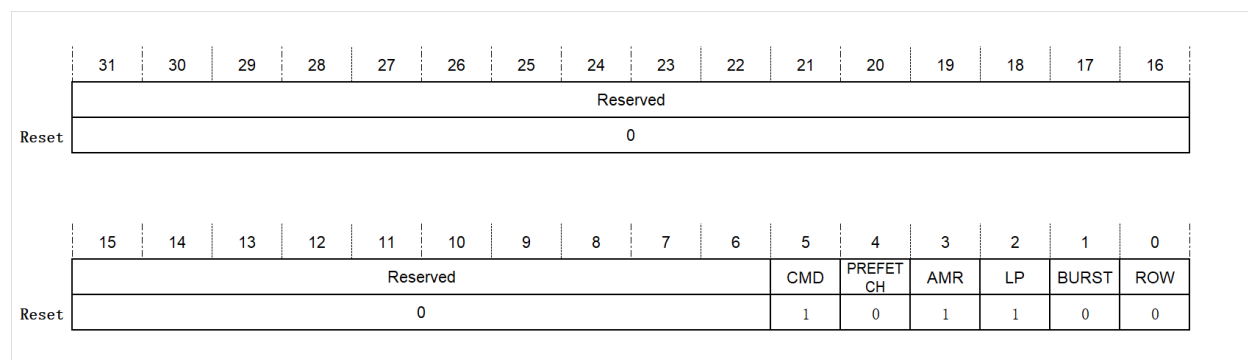 31 30 29 28 27 26 25 24 23 22 21 20 19 18 17 16
Reserved
Reset 0
15 14 13 12 11 10 9 8 7 6 5 4 3 2 1 0
Reserved CMD PREFET CH AMR LP BURST ROW
Reset 0 1 0 1 1 0 0